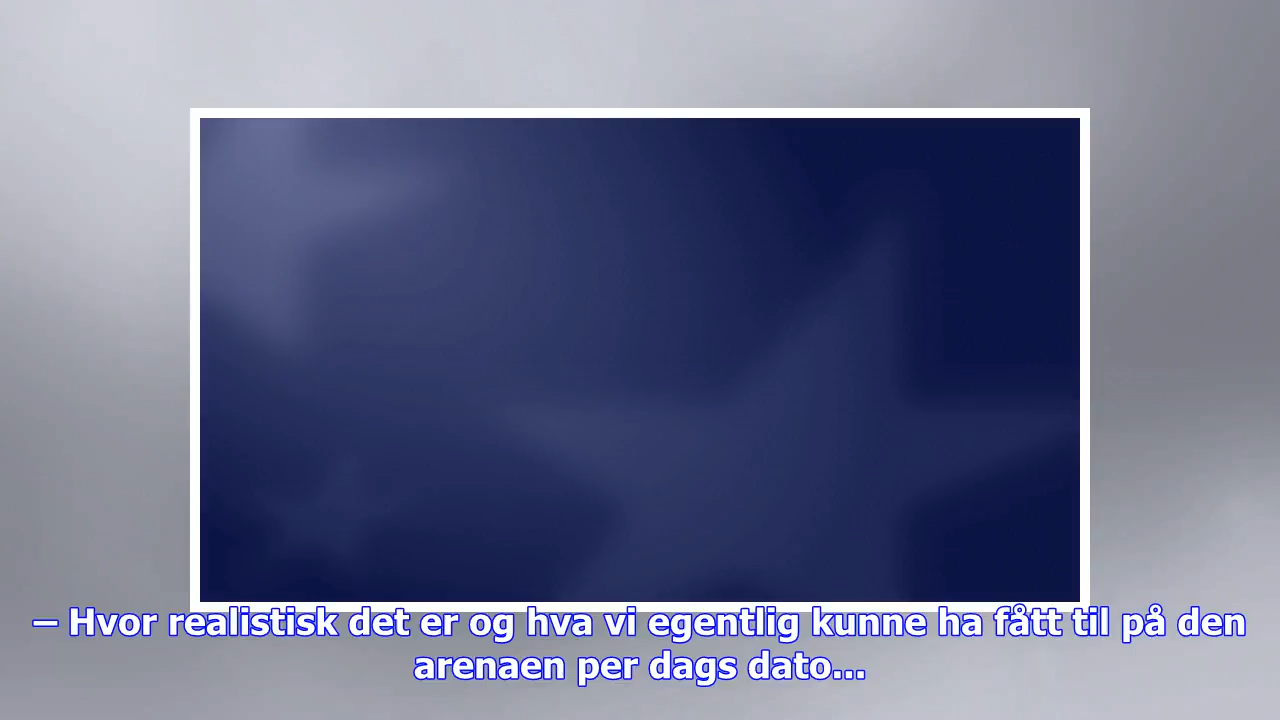 – Hvor realistisk det er og hva vi egentlig kunne ha fått til på den
arenaen per dags dato...